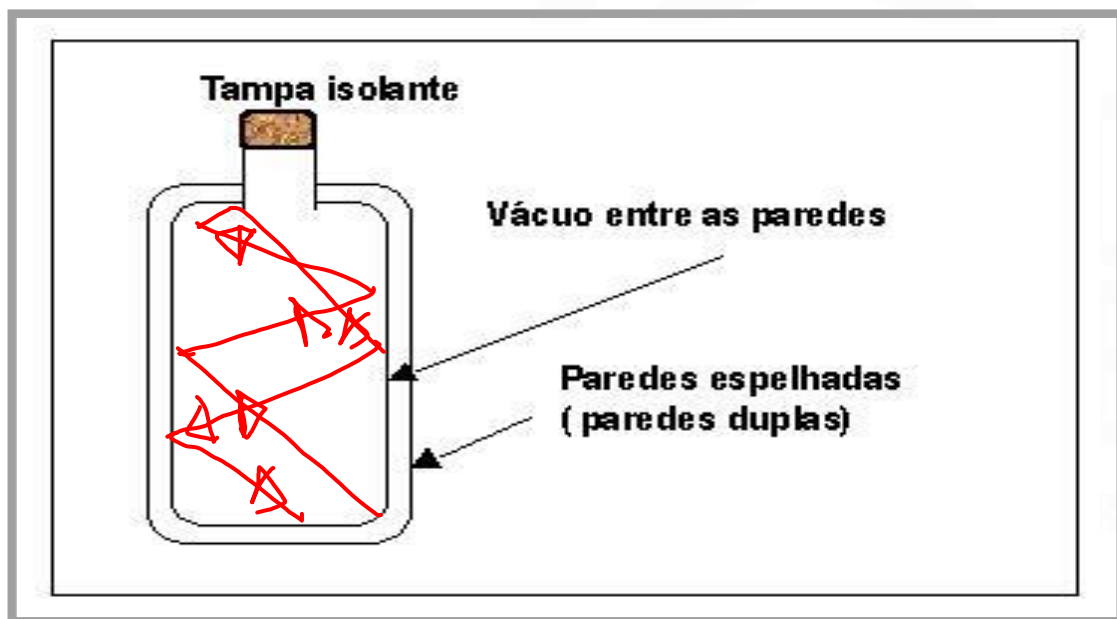 Tampa isolante
Vácuo entre as paredes
Paredes espelhadas
( paredes duplas)